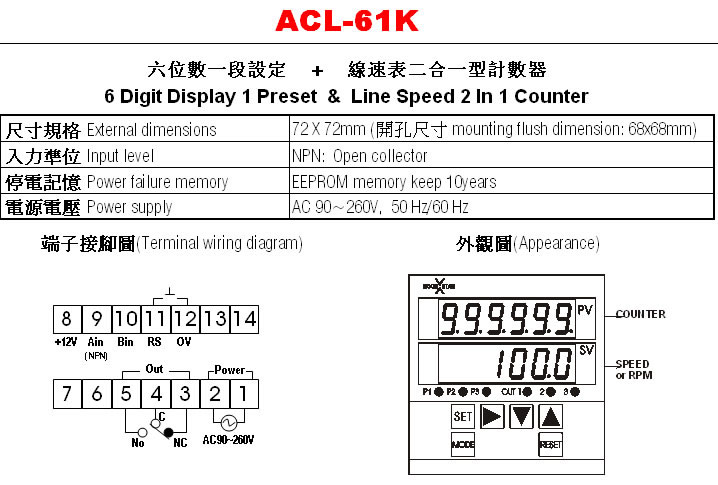 ACL-61K
六位數一段設定 + 線速表二合一型計數器
6 Digit Display 1 Preset & Line Speed 2 In 1 Counter
尺寸規格 External dimensions 72 X 72mm (開孔尺寸 mounting flush dimension: 68x68mm)
入力準位 Input level NPN: Open collector
停電記憶 Power failure memory EEPROM memory keep 10years
電源電壓 Power supply AC 90～260V, 50 Hz/60 Hz
端子接腳圖(Terminal wiring diagram)
8 9 10 11 12 13 14
+12V Ain Bin RS OV
(NPN)
Out Power
7 6 5 4 3 2 1
C
No NC AC90~260V
外觀圖(Appearance)
999999 PV COUNTER
100.0 SV SPEED
or RPM
P1 P2 P3 OUT 1 2 3
SET
MODE RESET